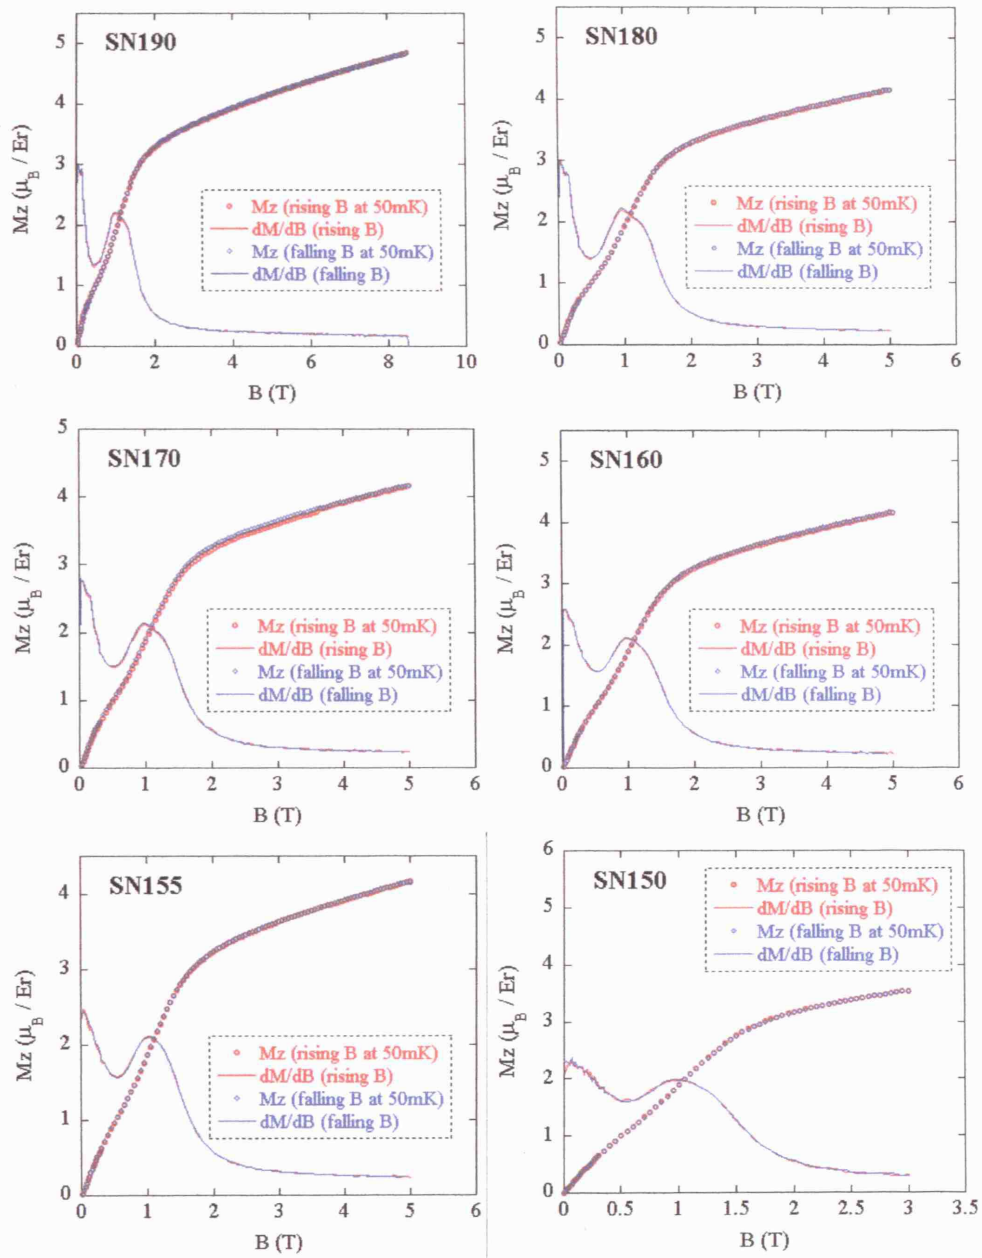 SN190
5
4
3
2
1
0
Mz (μB / Er)
Mz (rising B at 50mK)
dM/dB (rising B)
Mz (falling B at 50mK)
dM/dB (falling B)
0 2 4 6 8 10
B (T)
SN180
5
4
3
2
1
0
Mz (μB / Er)
Mz (rising B at 50mK)
dM/dB (rising B)
Mz (falling B at 50mK)
dM/dB (falling B)
0 1 2 3 4 5 6
B (T)
SN170
5
4
3
2
1
0
Mz (μB / Er)
Mz (rising B at 50mK)
dM/dB (rising B)
Mz (falling B at 50mK)
dM/dB (falling B)
0 1 2 3 4 5 6
B (T)
SN160
5
4
3
2
1
0
Mz (μB / Er)
Mz (rising B at 50mK)
dM/dB (rising B)
Mz (falling B at 50mK)
dM/dB (falling B)
0 1 2 3 4 5 6
B (T)
SN155
4
3
2
1
0
Mz (μB / Er)
Mz (rising B at 50mK)
dM/dB (rising B)
Mz (falling B at 50mK)
dM/dB (falling B)
0 1 2 3 4 5 6
B (T)
SN150
6
5
4
3
2
1
0
Mz (μB / Er)
Mz (rising B at 50mK)
dM/dB (rising B)
Mz (falling B at 50mK)
dM/dB (falling B)
0 0.5 1 1.5 2 2.5 3 3.5
B (T)